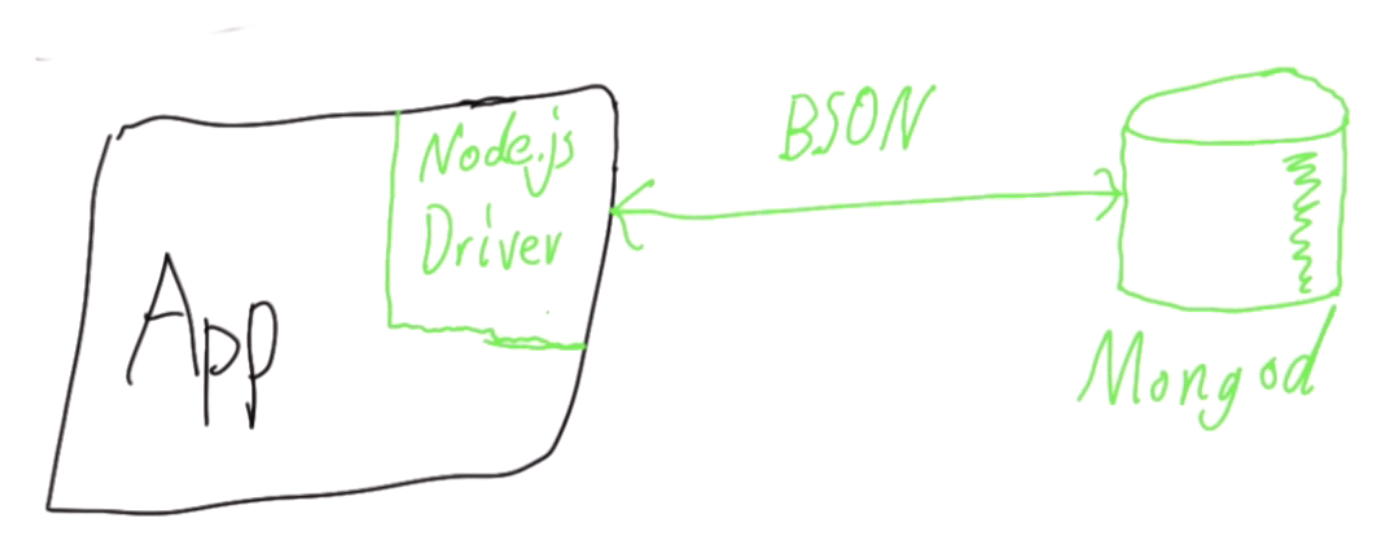 Node.js
Driver
App
BSON
Mongod